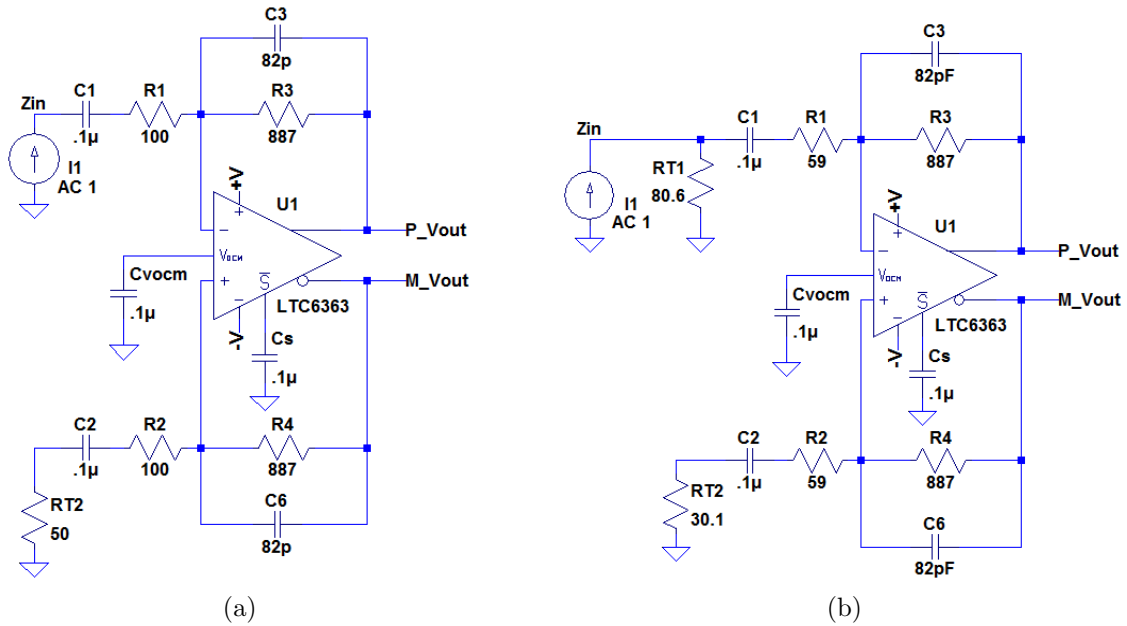 C3
82p
Zin
C1
R1
R3
.1µ
100
887
I1
AC 1
+V
U1
−
+
P_Vout
VOCM
Cvocm
+
−
S̅
M_Vout
LTC6363
.1µ
-V
Cs
.1µ
C2
R2
R4
.1µ
100
887
RT2
50
C6
82p
(a)
C3
82pF
Zin
C1
R1
R3
.1µ
59
887
RT1
80.6
I1
AC 1
+V
U1
−
+
P_Vout
VOCM
Cvocm
+
−
S̅
M_Vout
LTC6363
.1µ
-V
Cs
.1µ
C2
R2
R4
.1µ
59
887
RT2
30.1
C6
82pF
(b)